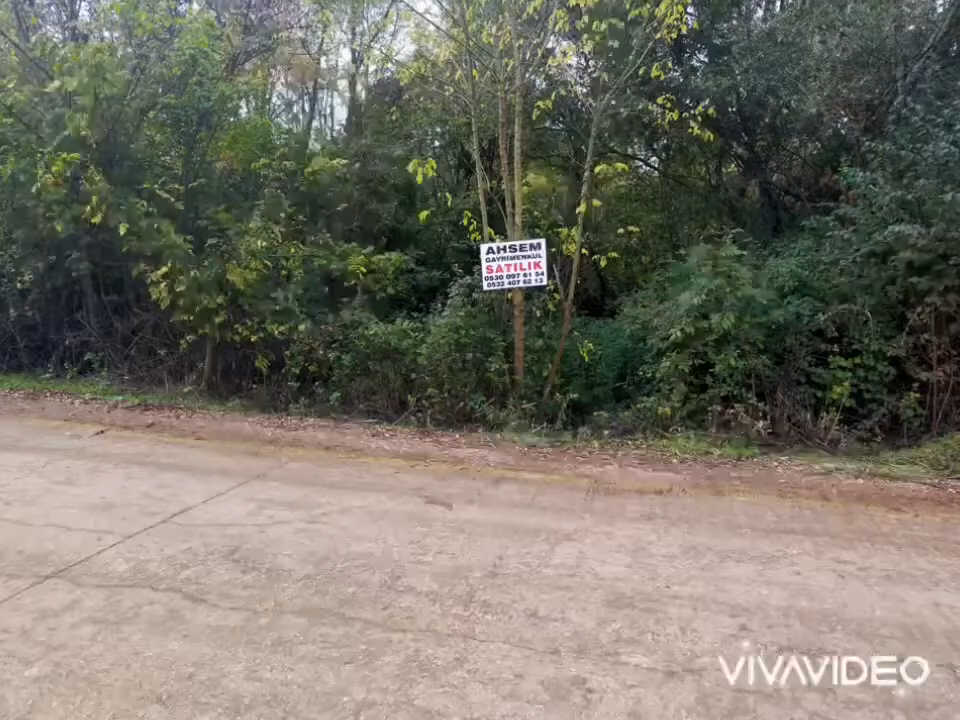 AHSEM
GAYRİMENKUL
SATILIK
0530 097 61 54
0532 407 62 13
VIVAVIDEO